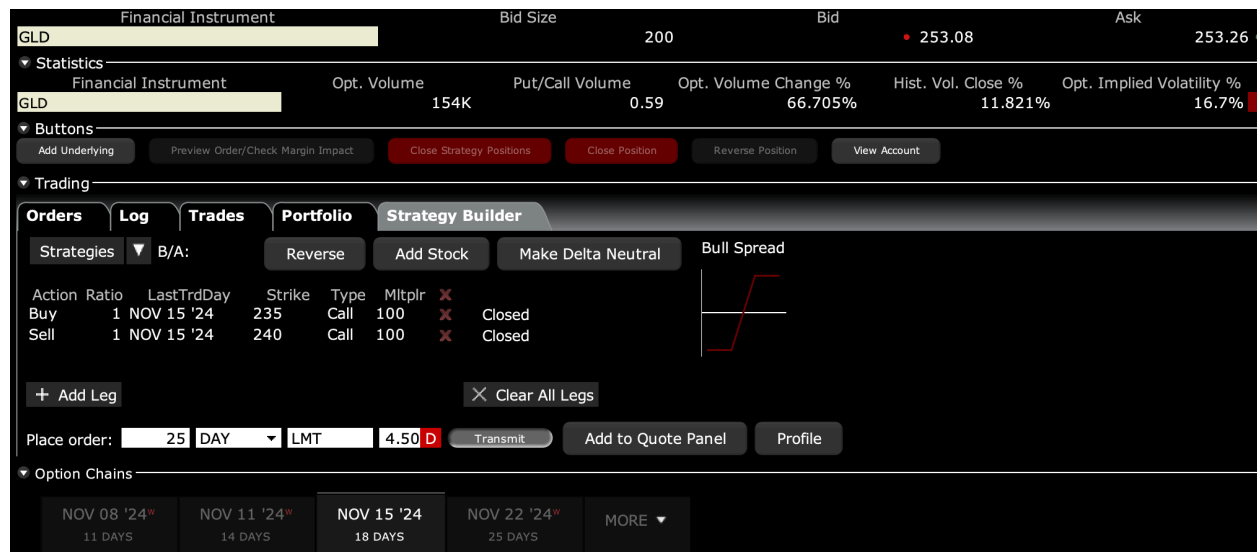 Financial Instrument Bid Size Bid Ask
GLD 200 253.08 253.26
Statistics
Financial Instrument Opt. Volume Put/Call Volume Opt. Volume Change % Hist. Vol. Close % Opt. Implied Volatility %
GLD 154K 0.59 66.705% 11.821% 16.7%
Buttons
Add Underlying Preview Order/Check Margin Impact Close Strategy Positions Close Position Reverse Position View Account
Trading
Orders Log Trades Portfolio Strategy Builder
Strategies B/A: Reverse Add Stock Make Delta Neutral Bull Spread
Action Ratio LastTrdDay Strike Type Mltplr X
Buy 1 NOV 15 '24 235 Call 100 X Closed
Sell 1 NOV 15 '24 240 Call 100 X Closed
+ Add Leg X Clear All Legs
Place order: 25 DAY LMT 4.50 D Transmit Add to Quote Panel Profile
Option Chains
NOV 08 '24 W NOV 11 '24 W NOV 15 '24 NOV 22 '24 W MORE
11 DAYS 14 DAYS 18 DAYS 25 DAYS